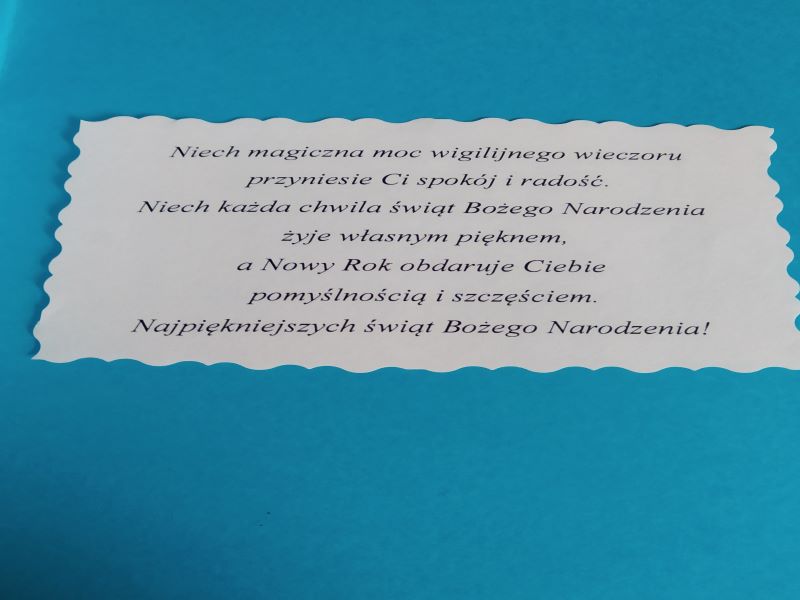 Niech magiczna moc wigilijnego wieczoru
przyniesie Ci spokój i radość.
Niech każda chwila świąt Bożego Narodzenia
żyje własnym pięknem,
a Nowy Rok obdaruje Ciebie
pomyślnością i szczęściem.
Najpiękniejszych świąt Bożego Narodzenia!